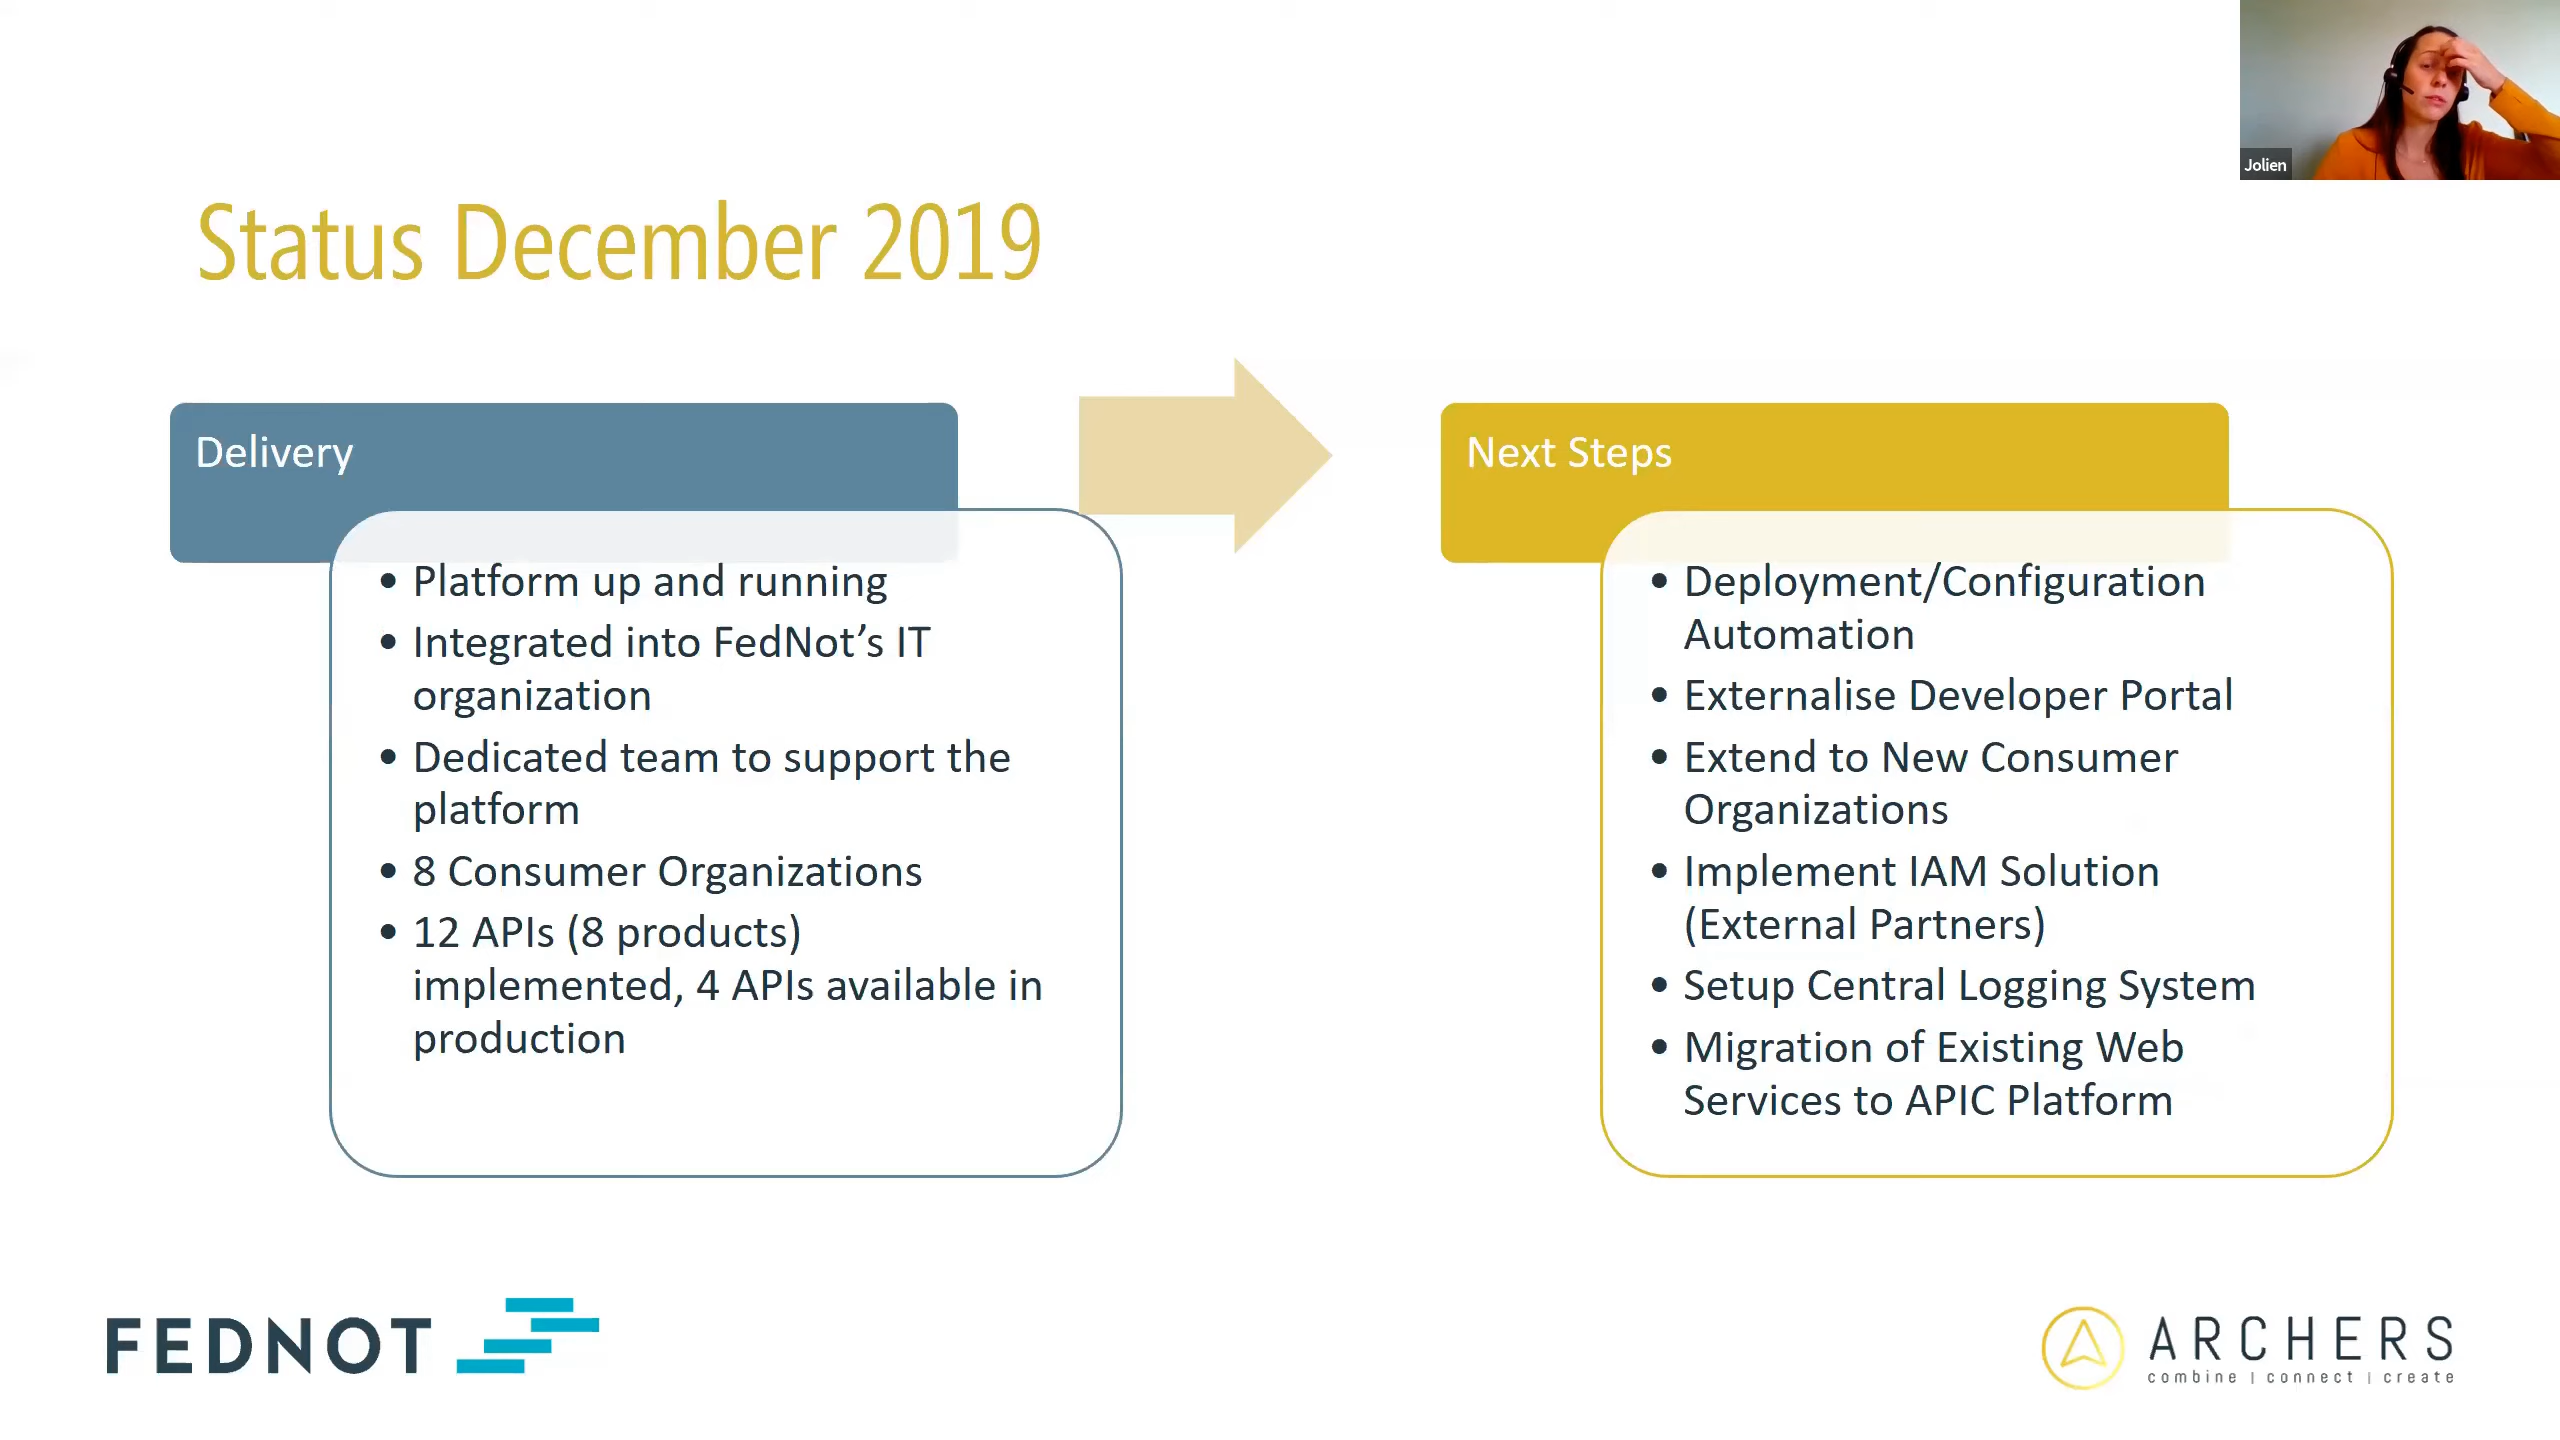 Jolien
Status December 2019
Delivery
• Platform up and running
• Integrated into FedNot’s IT
organization
• Dedicated team to support the
platform
• 8 Consumer Organizations
• 12 APIs (8 products)
implemented, 4 APIs available in
production
Next Steps
• Deployment/Configuration
Automation
• Externalise Developer Portal
• Extend to New Consumer
Organizations
• Implement IAM Solution
(External Partners)
• Setup Central Logging System
• Migration of Existing Web
Services to APIC Platform
FEDNOT
ARCHERS
combine | connect | create